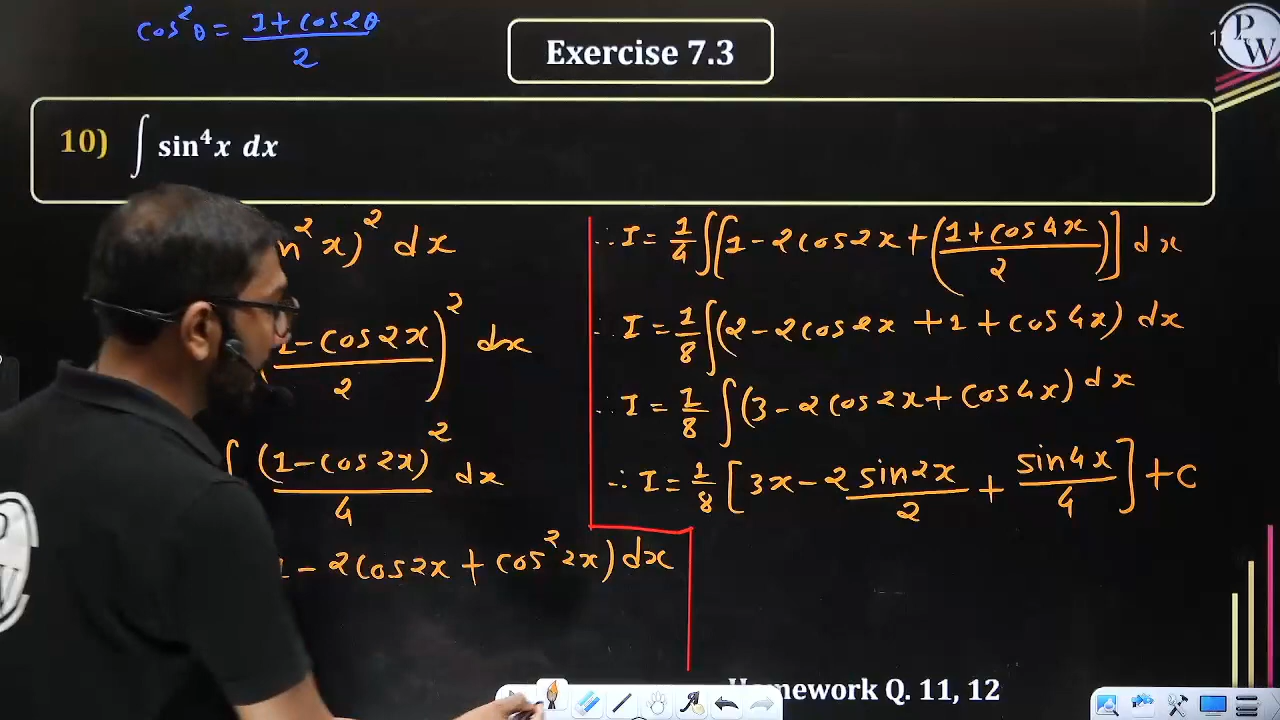 cos²θ = (1 + cos2θ)/2
Exercise 7.3
PW
10) ∫ sin⁴x dx
n²x)² dx
1 - cos2x)/2)² dx
∫ (1 - cos2x)²/4 dx
1 - 2cos2x + cos²2x) dx
∴ I = 1/4 ∫[1 - 2cos2x + ((1 + cos4x)/2)] dx
∴ I = 1/8 ∫(2 - 2cos2x + 1 + cos4x) dx
∴ I = 1/8 ∫(3 - 2cos2x + cos4x) dx
∴ I = 1/8 [3x - 2 sin2x/2 + sin4x/4] + C
Homework Q. 11, 12